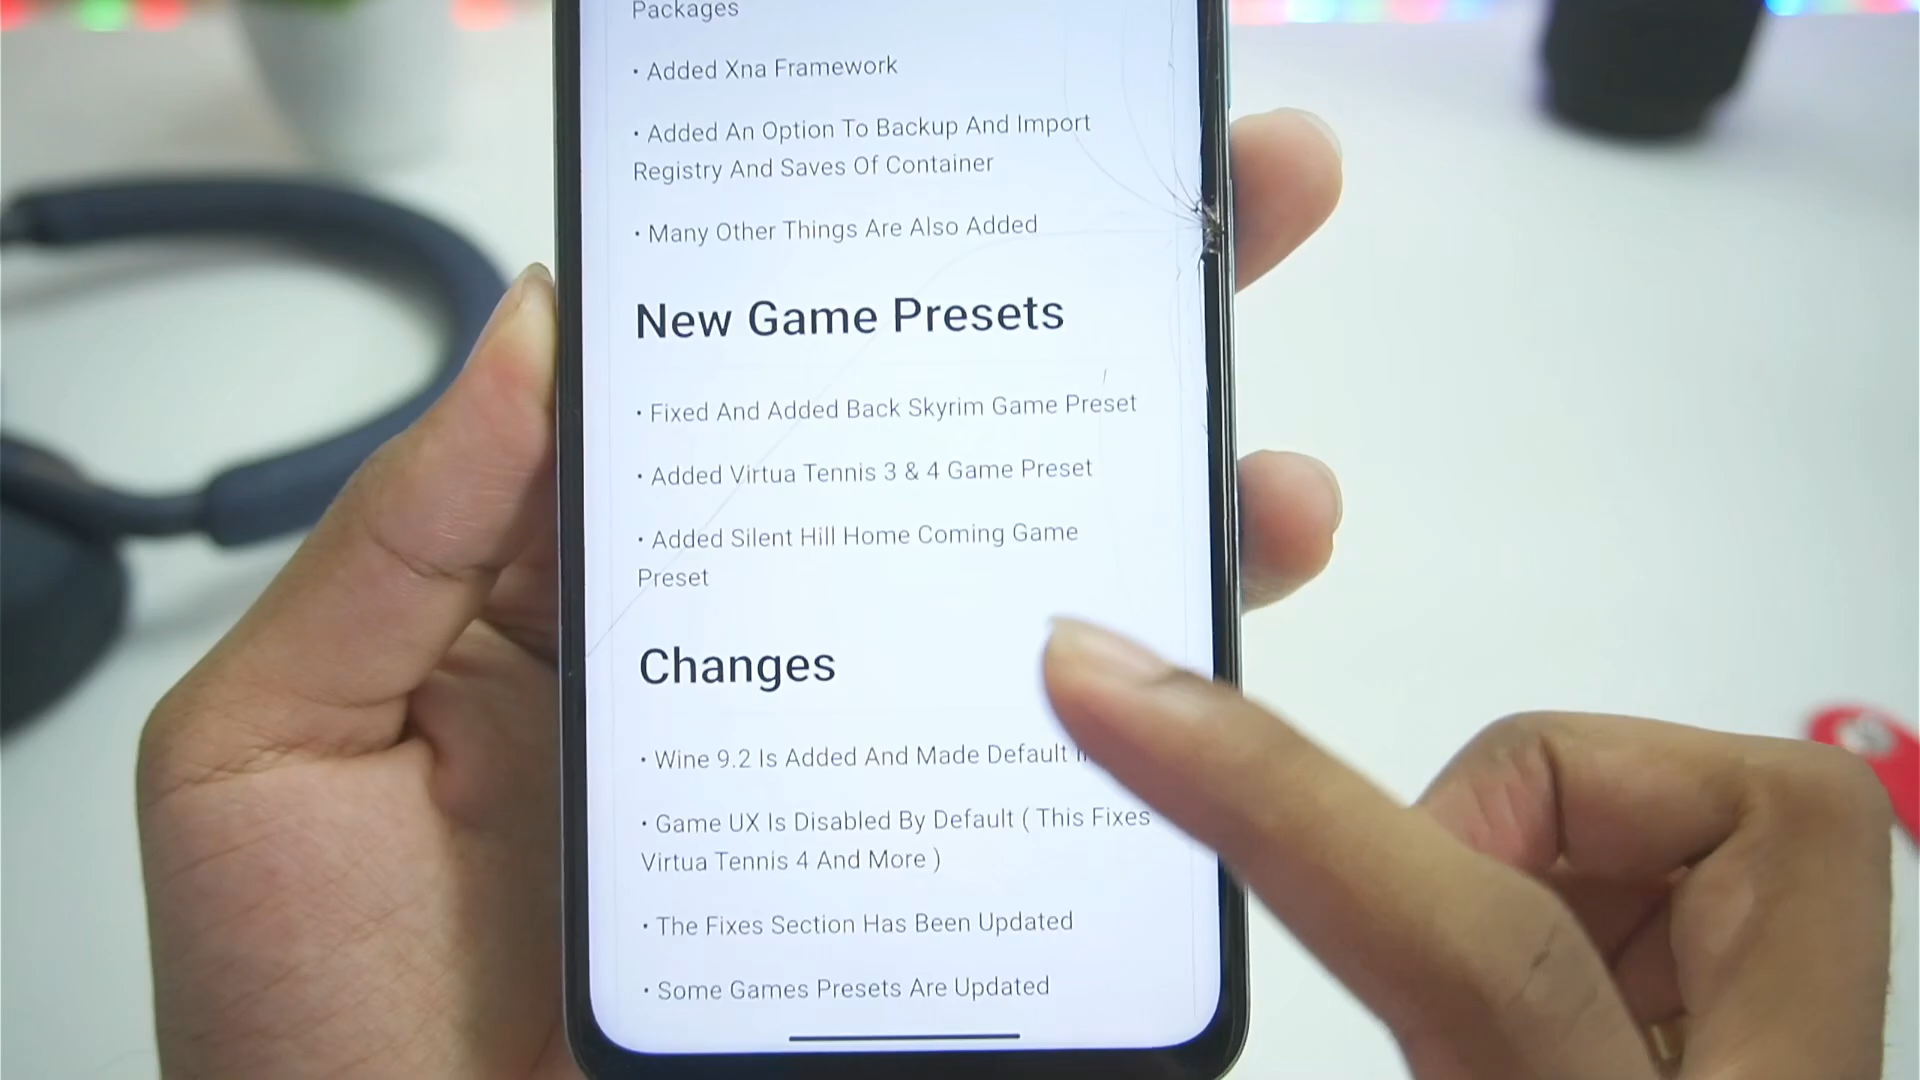 Packages
• Added Xna Framework
• Added An Option To Backup And Import
Registry And Saves Of Container
• Many Other Things Are Also Added
New Game Presets
• Fixed And Added Back Skyrim Game Preset
• Added Virtua Tennis 3 & 4 Game Preset
• Added Silent Hill Home Coming Game
Preset
Changes
• Wine 9.2 Is Added And Made Default
• Game UX Is Disabled By Default ( This Fixes
Virtua Tennis 4 And More )
• The Fixes Section Has Been Updated
• Some Games Presets Are Updated